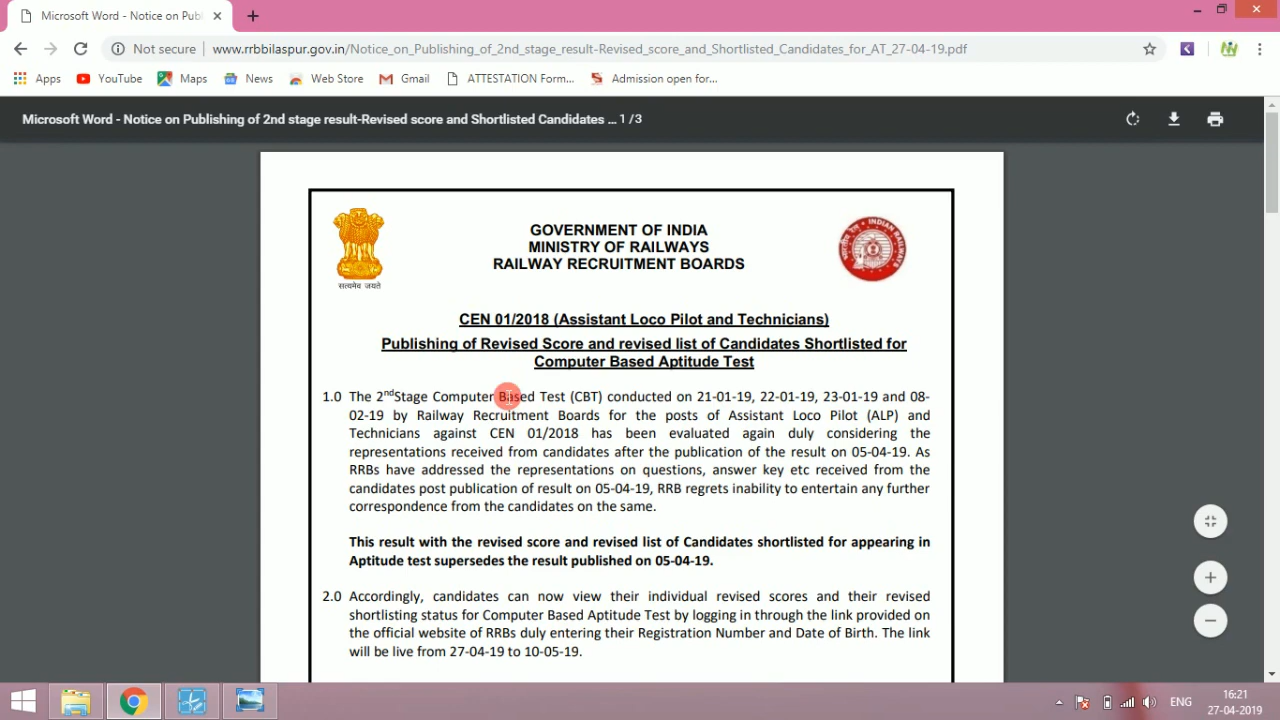 Microsoft Word - Notice on Publ
Not secure | www.rrbbilaspur.gov.in/Notice_on_Publishing_of_2nd_stage_result-Revised_score_and_Shortlisted_Candidates_for_AT_27-04-19.pdf
Apps YouTube Maps News Web Store Gmail ATTESTATION Form... Admission open for...
Microsoft Word - Notice on Publishing of 2nd stage result-Revised score and Shortlisted Candidates ... 1 / 3
GOVERNMENT OF INDIA
MINISTRY OF RAILWAYS
RAILWAY RECRUITMENT BOARDS
सत्यमेव जयते
INDIAN RAILWAYS
भारतीय रेल
CEN 01/2018 (Assistant Loco Pilot and Technicians)
Publishing of Revised Score and revised list of Candidates Shortlisted for
Computer Based Aptitude Test
1.0 The 2ndStage Computer Based Test (CBT) conducted on 21-01-19, 22-01-19, 23-01-19 and 08-
02-19 by Railway Recruitment Boards for the posts of Assistant Loco Pilot (ALP) and
Technicians against CEN 01/2018 has been evaluated again duly considering the
representations received from candidates after the publication of the result on 05-04-19. As
RRBs have addressed the representations on questions, answer key etc received from the
candidates post publication of result on 05-04-19, RRB regrets inability to entertain any further
correspondence from the candidates on the same.
This result with the revised score and revised list of Candidates shortlisted for appearing in
Aptitude test supersedes the result published on 05-04-19.
2.0 Accordingly, candidates can now view their individual revised scores and their revised
shortlisting status for Computer Based Aptitude Test by logging in through the link provided on
the official website of RRBs duly entering their Registration Number and Date of Birth. The link
will be live from 27-04-19 to 10-05-19.
ENG
16:21
27-04-2019